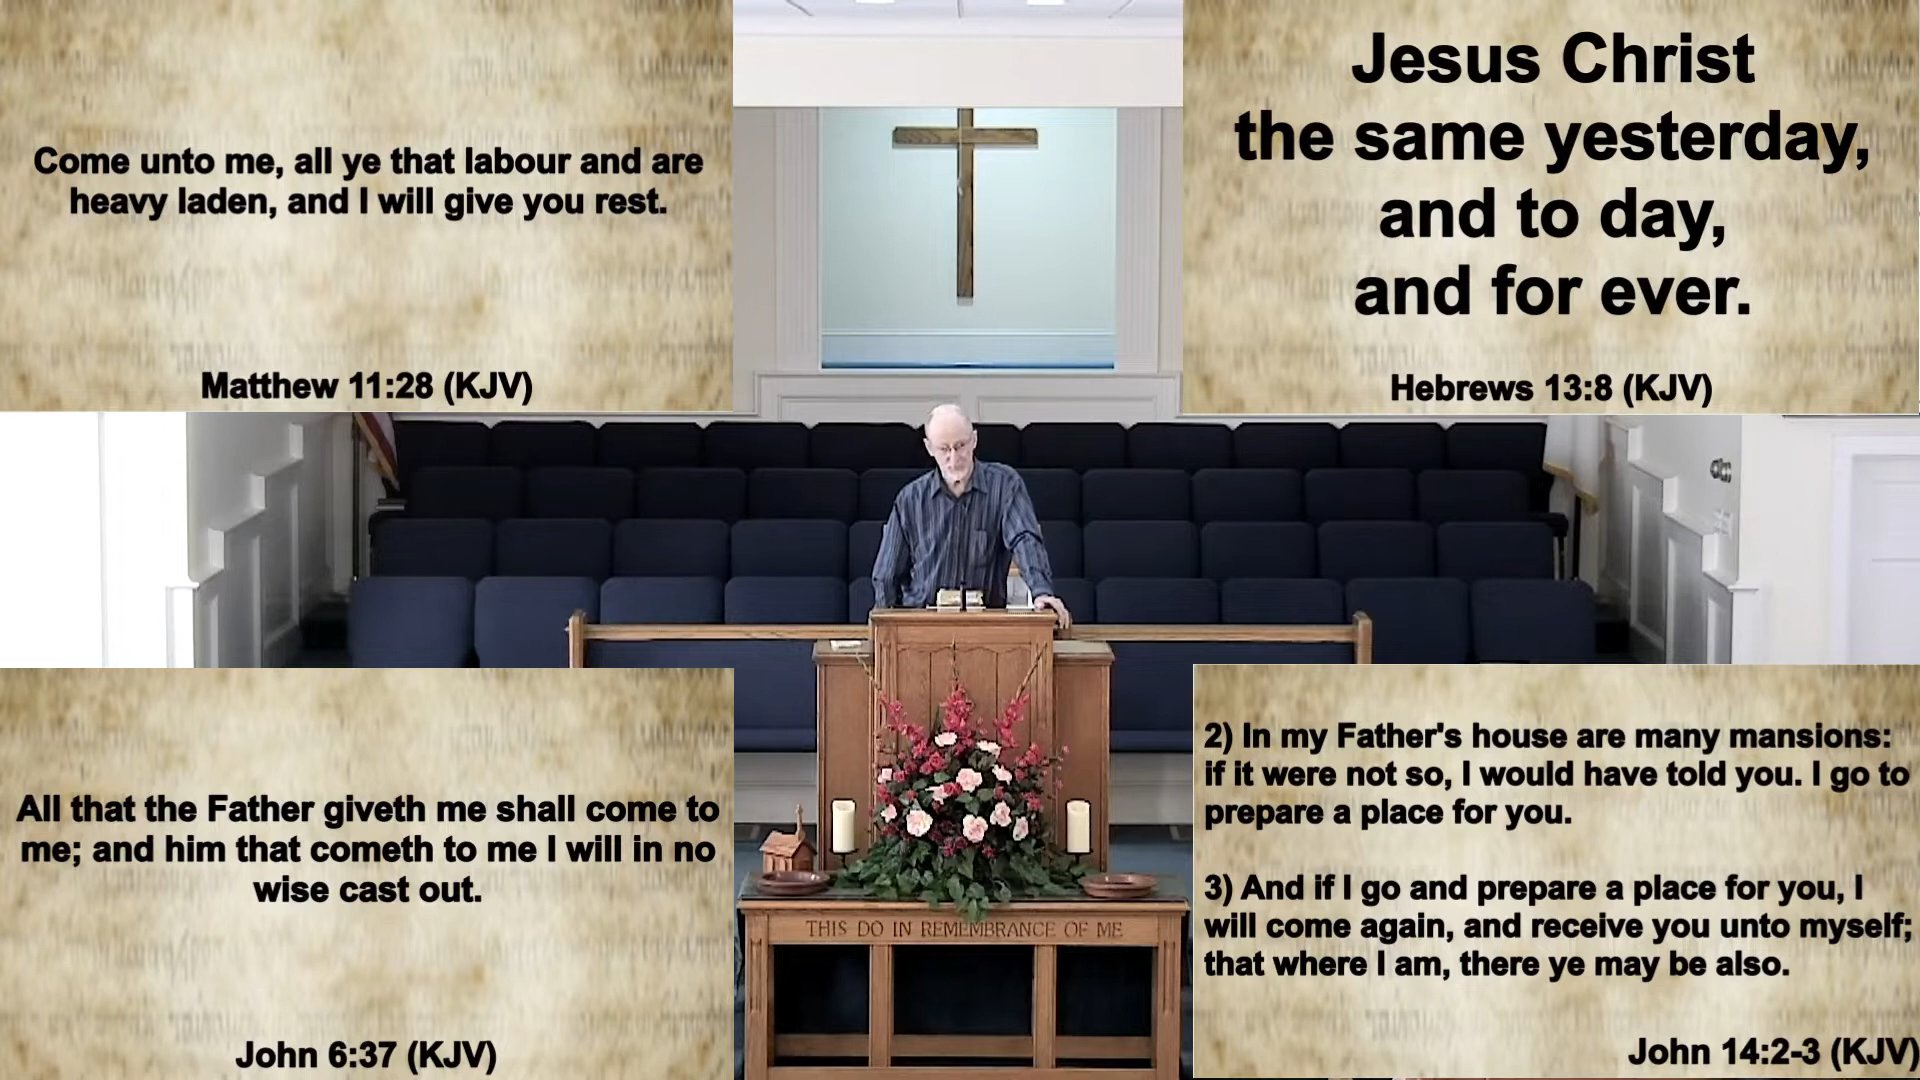 Come unto me, all ye that labour and are
heavy laden, and I will give you rest.
Matthew 11:28 (KJV)
Jesus Christ
the same yesterday,
and to day,
and for ever.
Hebrews 13:8 (KJV)
All that the Father giveth me shall come to
me; and him that cometh to me I will in no
wise cast out.
John 6:37 (KJV)
2) In my Father's house are many mansions:
if it were not so, I would have told you. I go to
prepare a place for you.
3) And if I go and prepare a place for you, I
will come again, and receive you unto myself;
that where I am, there ye may be also.
John 14:2-3 (KJV)
THIS DO IN REMEMBRANCE OF ME